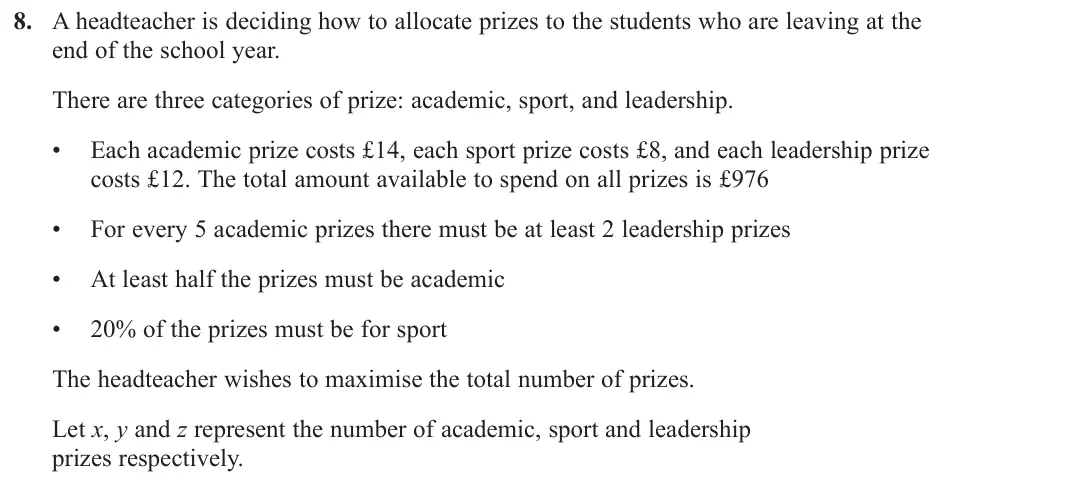 8. A headteacher is deciding how to allocate prizes to the students who are leaving at the
end of the school year.
There are three categories of prize: academic, sport, and leadership.
• Each academic prize costs £14, each sport prize costs £8, and each leadership prize
costs £12. The total amount available to spend on all prizes is £976
• For every 5 academic prizes there must be at least 2 leadership prizes
• At least half the prizes must be academic
• 20% of the prizes must be for sport
The headteacher wishes to maximise the total number of prizes.
Let x, y and z represent the number of academic, sport and leadership
prizes respectively.